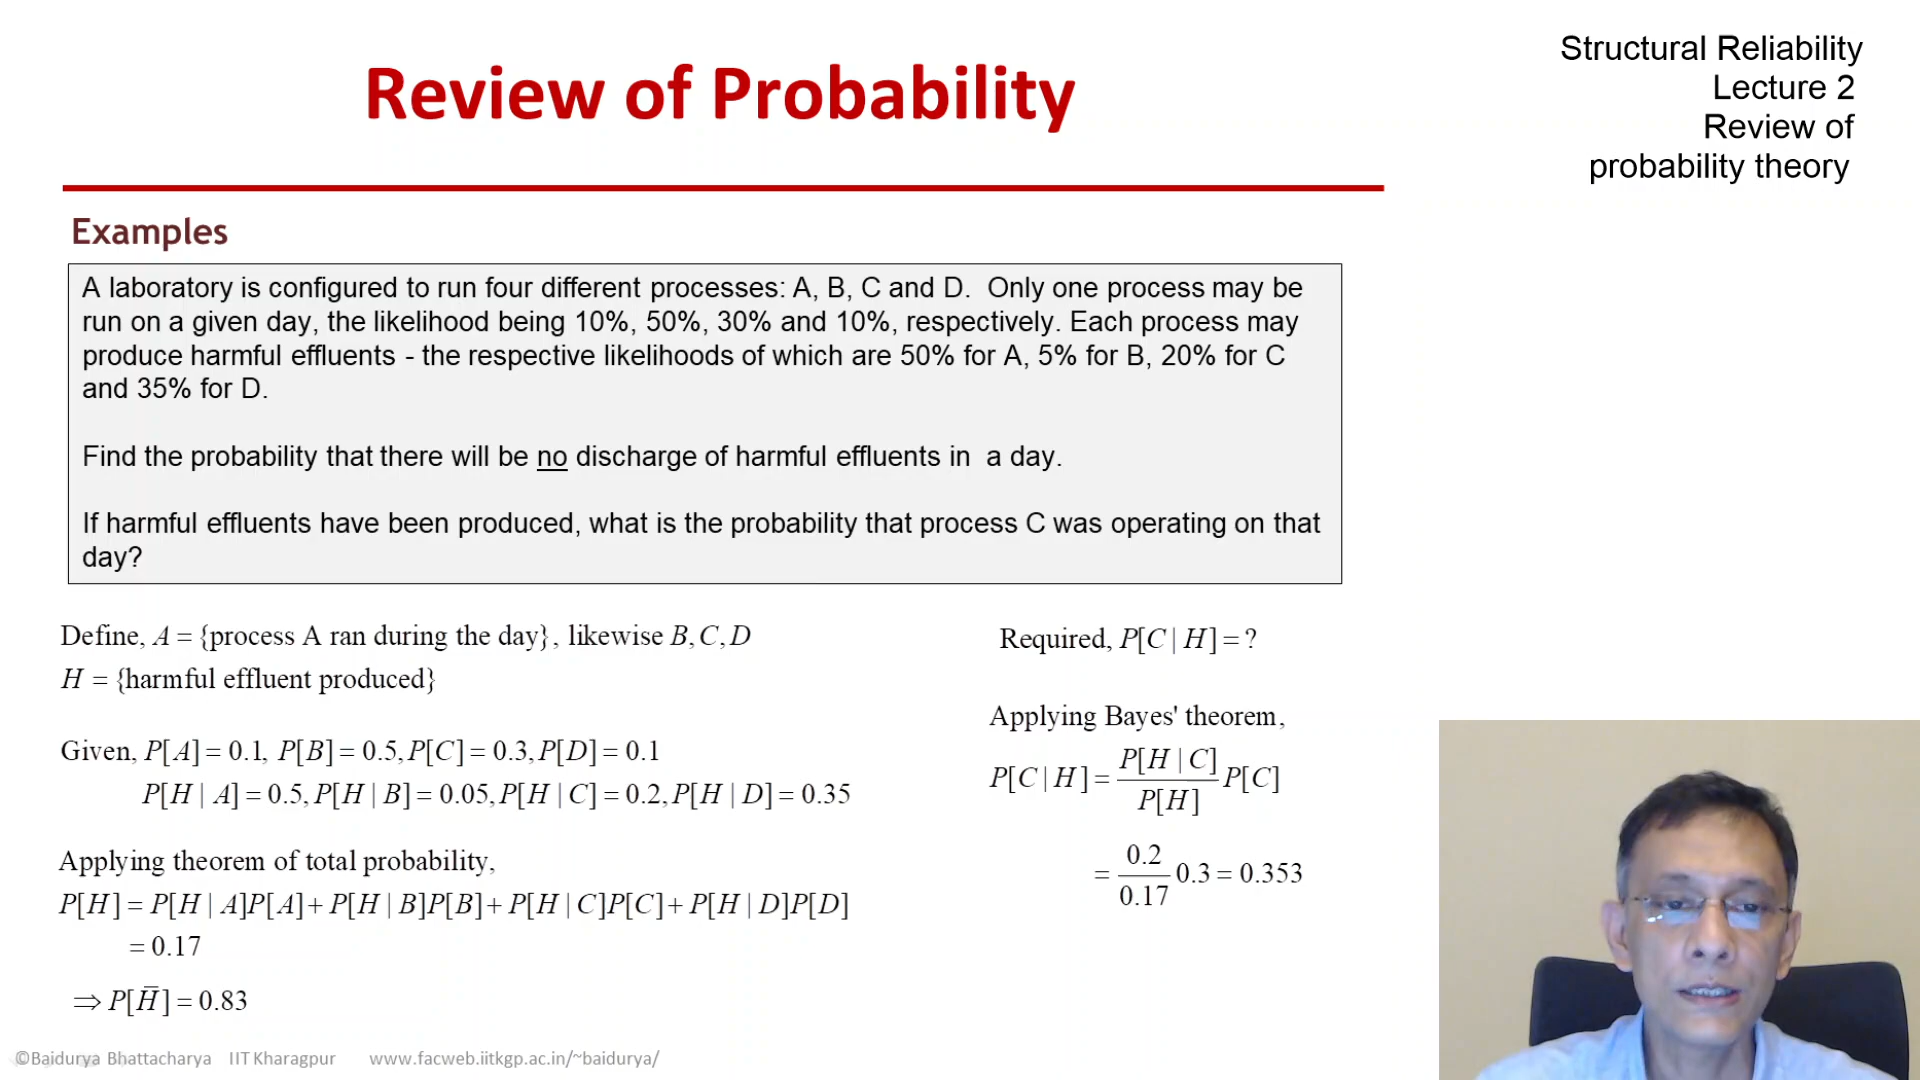 Review of Probability
Structural Reliability
Lecture 2
Review of
probability theory
Examples
A laboratory is configured to run four different processes: A, B, C and D. Only one process may be
run on a given day, the likelihood being 10%, 50%, 30% and 10%, respectively. Each process may
produce harmful effluents - the respective likelihoods of which are 50% for A, 5% for B, 20% for C
and 35% for D.
Find the probability that there will be no discharge of harmful effluents in a day.
If harmful effluents have been produced, what is the probability that process C was operating on that
day?
Define, A = {process A ran during the day}, likewise B, C, D
H = {harmful effluent produced}
Given, P[A] = 0.1, P[B] = 0.5, P[C] = 0.3, P[D] = 0.1
P[H | A] = 0.5, P[H | B] = 0.05, P[H | C] = 0.2, P[H | D] = 0.35
Applying theorem of total probability,
P[H] = P[H | A]P[A] + P[H | B]P[B] + P[H | C]P[C] + P[H | D]P[D]
= 0.17
⇒ P[H̅] = 0.83
Required, P[C | H] = ?
Applying Bayes' theorem,
P[C | H] = P[H | C] / P[H] P[C]
= 0.2 / 0.17 0.3 = 0.353
©Baidurya Bhattacharya IIT Kharagpur www.facweb.iitkgp.ac.in/~baidurya/